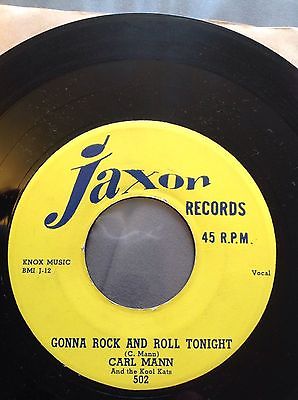 Jaxon
RECORDS
45 R.P.M.
KNOX MUSIC
BMI J-12
Vocal
GONNA ROCK AND ROLL TONIGHT
(C. Mann)
CARL MANN
And the Kool Kats
502